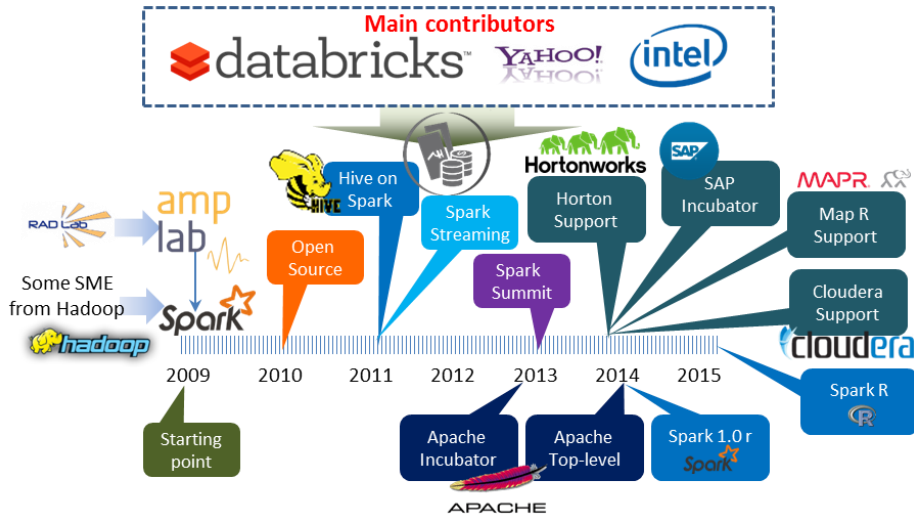 Main contributors
databricks™
YAHOO!
intel
Hortonworks
SAP
MAPR
HIVE
Hive on
Spark
Spark
Streaming
Horton
Support
SAP
Incubator
Map R
Support
RAD Lab
amp
lab
Open
Source
Spark
Summit
Cloudera
Support
Some SME
from Hadoop
Spark
hadoop
cloudera
2009
2010
2011
2012
2013
2014
2015
Starting
point
Apache
Incubator
Apache
Top-level
Spark 1.0 r
Spark
Spark R
R
APACHE